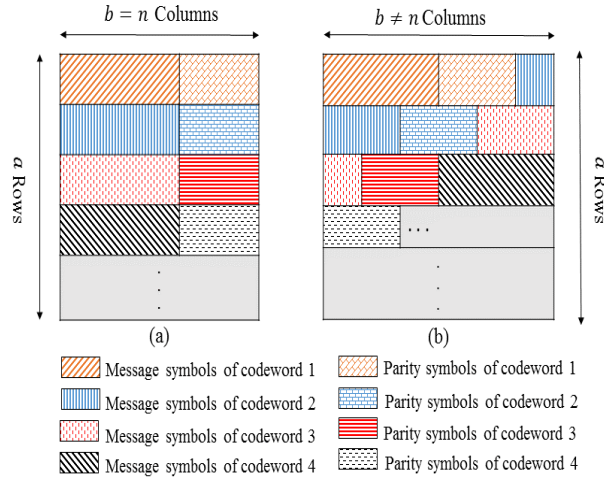 b = n Columns
b ≠ n Columns
a Rows
a Rows
...
(a)
(b)
Message symbols of codeword 1
Parity symbols of codeword 1
Message symbols of codeword 2
Parity symbols of codeword 2
Message symbols of codeword 3
Parity symbols of codeword 3
Message symbols of codeword 4
Parity symbols of codeword 4